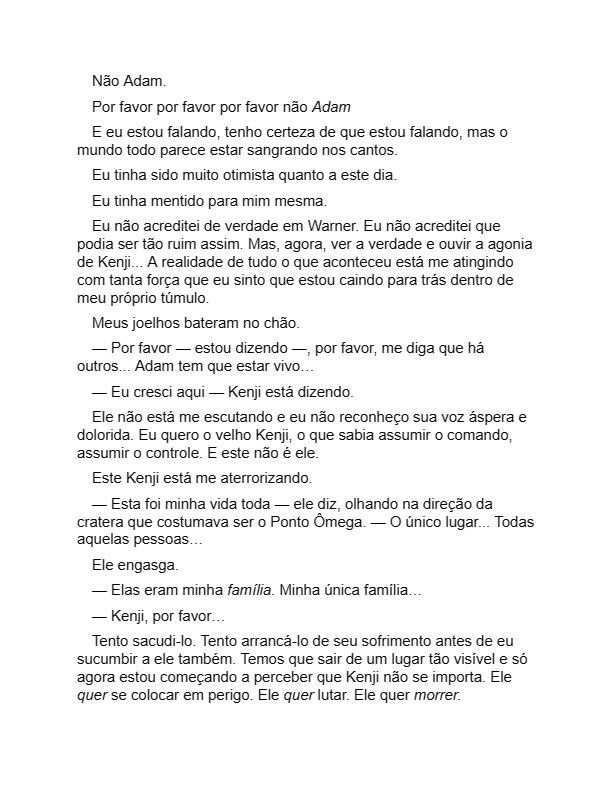 Não Adam.
Por favor por favor por favor não Adam
E eu estou falando, tenho certeza de que estou falando, mas o
mundo todo parece estar sangrando nos cantos.
Eu tinha sido muito otimista quanto a este dia.
Eu tinha mentido para mim mesma.
Eu não acreditei de verdade em Warner. Eu não acreditei que
podia ser tão ruim assim. Mas, agora, ver a verdade e ouvir a agonia
de Kenji... A realidade de tudo o que aconteceu está me atingindo
com tanta força que eu sinto que estou caindo para trás dentro de
meu próprio túmulo.
Meus joelhos bateram no chão.
— Por favor — estou dizendo —, por favor, me diga que há
outros... Adam tem que estar vivo…
— Eu cresci aqui — Kenji está dizendo.
Ele não está me escutando e eu não reconheço sua voz áspera e
dolorida. Eu quero o velho Kenji, o que sabia assumir o comando,
assumir o controle. E este não é ele.
Este Kenji está me aterrorizando.
— Esta foi minha vida toda — ele diz, olhando na direção da
cratera que costumava ser o Ponto Ômega. — O único lugar... Todas
aquelas pessoas…
Ele engasga.
— Elas eram minha família. Minha única família…
— Kenji, por favor…
Tento sacudi-lo. Tento arrancá-lo de seu sofrimento antes de eu
sucumbir a ele também. Temos que sair de um lugar tão visível e só
agora estou começando a perceber que Kenji não se importa. Ele
quer se colocar em perigo. Ele quer lutar. Ele quer morrer.